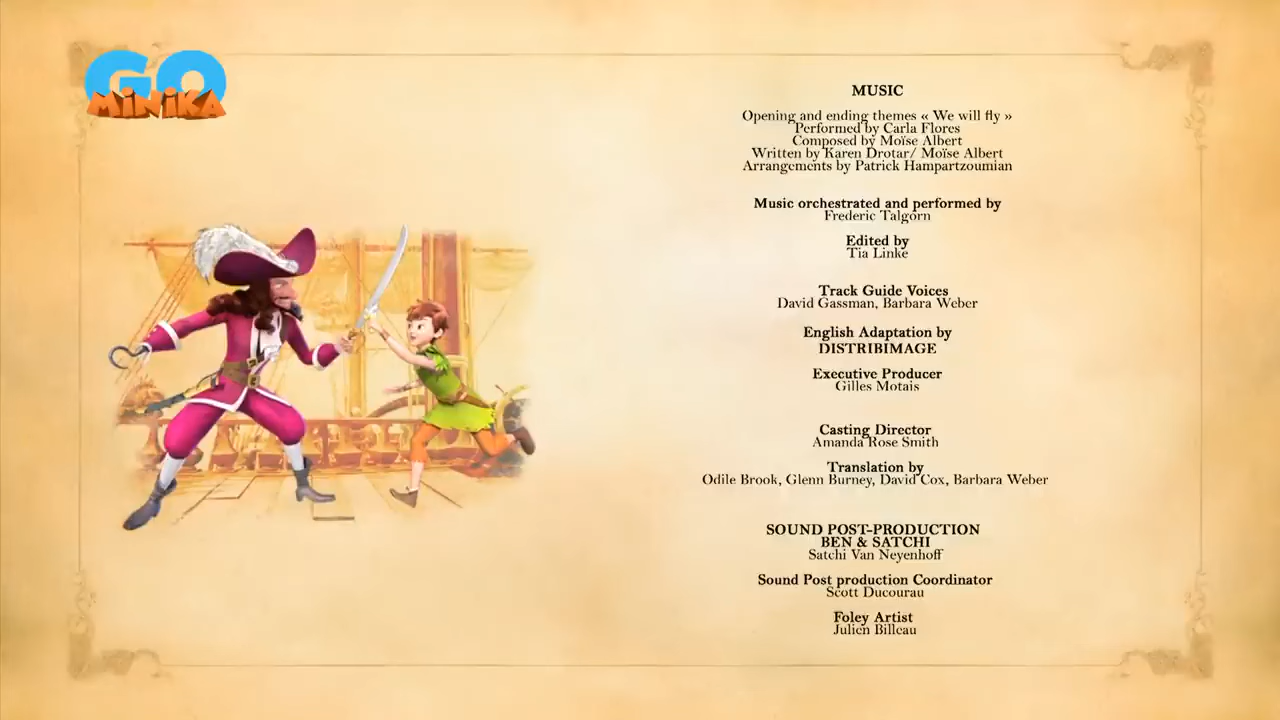 GO
MINIKA
MUSIC
Opening and ending themes « We will fly »
Performed by Carla Flores
Composed by Moïse Albert
Written by Karen Drotar/ Moïse Albert
Arrangements by Patrick Hampartzoumian
Music orchestrated and performed by
Frederic Talgorn
Edited by
Tia Linke
Track Guide Voices
David Gassman, Barbara Weber
English Adaptation by
DISTRIBIMAGE
Executive Producer
Gilles Motais
Casting Director
Amanda Rose Smith
Translation by
Odile Brook, Glenn Burney, David Cox, Barbara Weber
SOUND POST-PRODUCTION
BEN & SATCHI
Satchi Van Neyenhoff
Sound Post production Coordinator
Scott Ducourau
Foley Artist
Julien Billeau